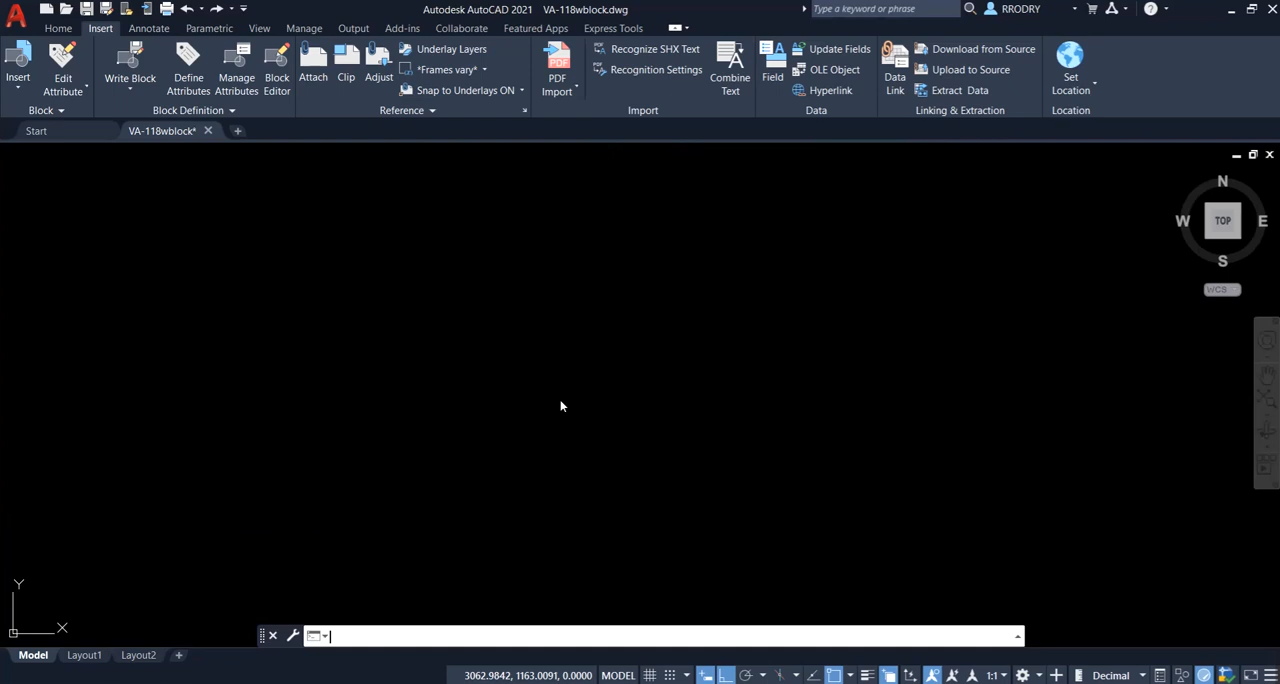 Autodesk AutoCAD 2021 VA-118wblock.dwg
Type a keyword or phrase
RRODRY
Home Insert Annotate Parametric View Manage Output Add-ins Collaborate Featured Apps Express Tools
Insert
Edit Attribute
Block
Write Block
Define Attributes
Manage Attributes
Block Editor
Block Definition
Attach
Clip
Adjust
Underlay Layers
*Frames vary*
Snap to Underlays ON
Reference
PDF Import
Recognize SHX Text
Recognition Settings
Combine Text
Import
Field
Update Fields
OLE Object
Hyperlink
Data
Data Link
Download from Source
Upload to Source
Extract Data
Linking & Extraction
Set Location
Location
Start
VA-118wblock*
N
W TOP E
S
WCS
Y
X
Model Layout1 Layout2
3062.9842, 1163.0091, 0.0000 MODEL 1:1 Decimal